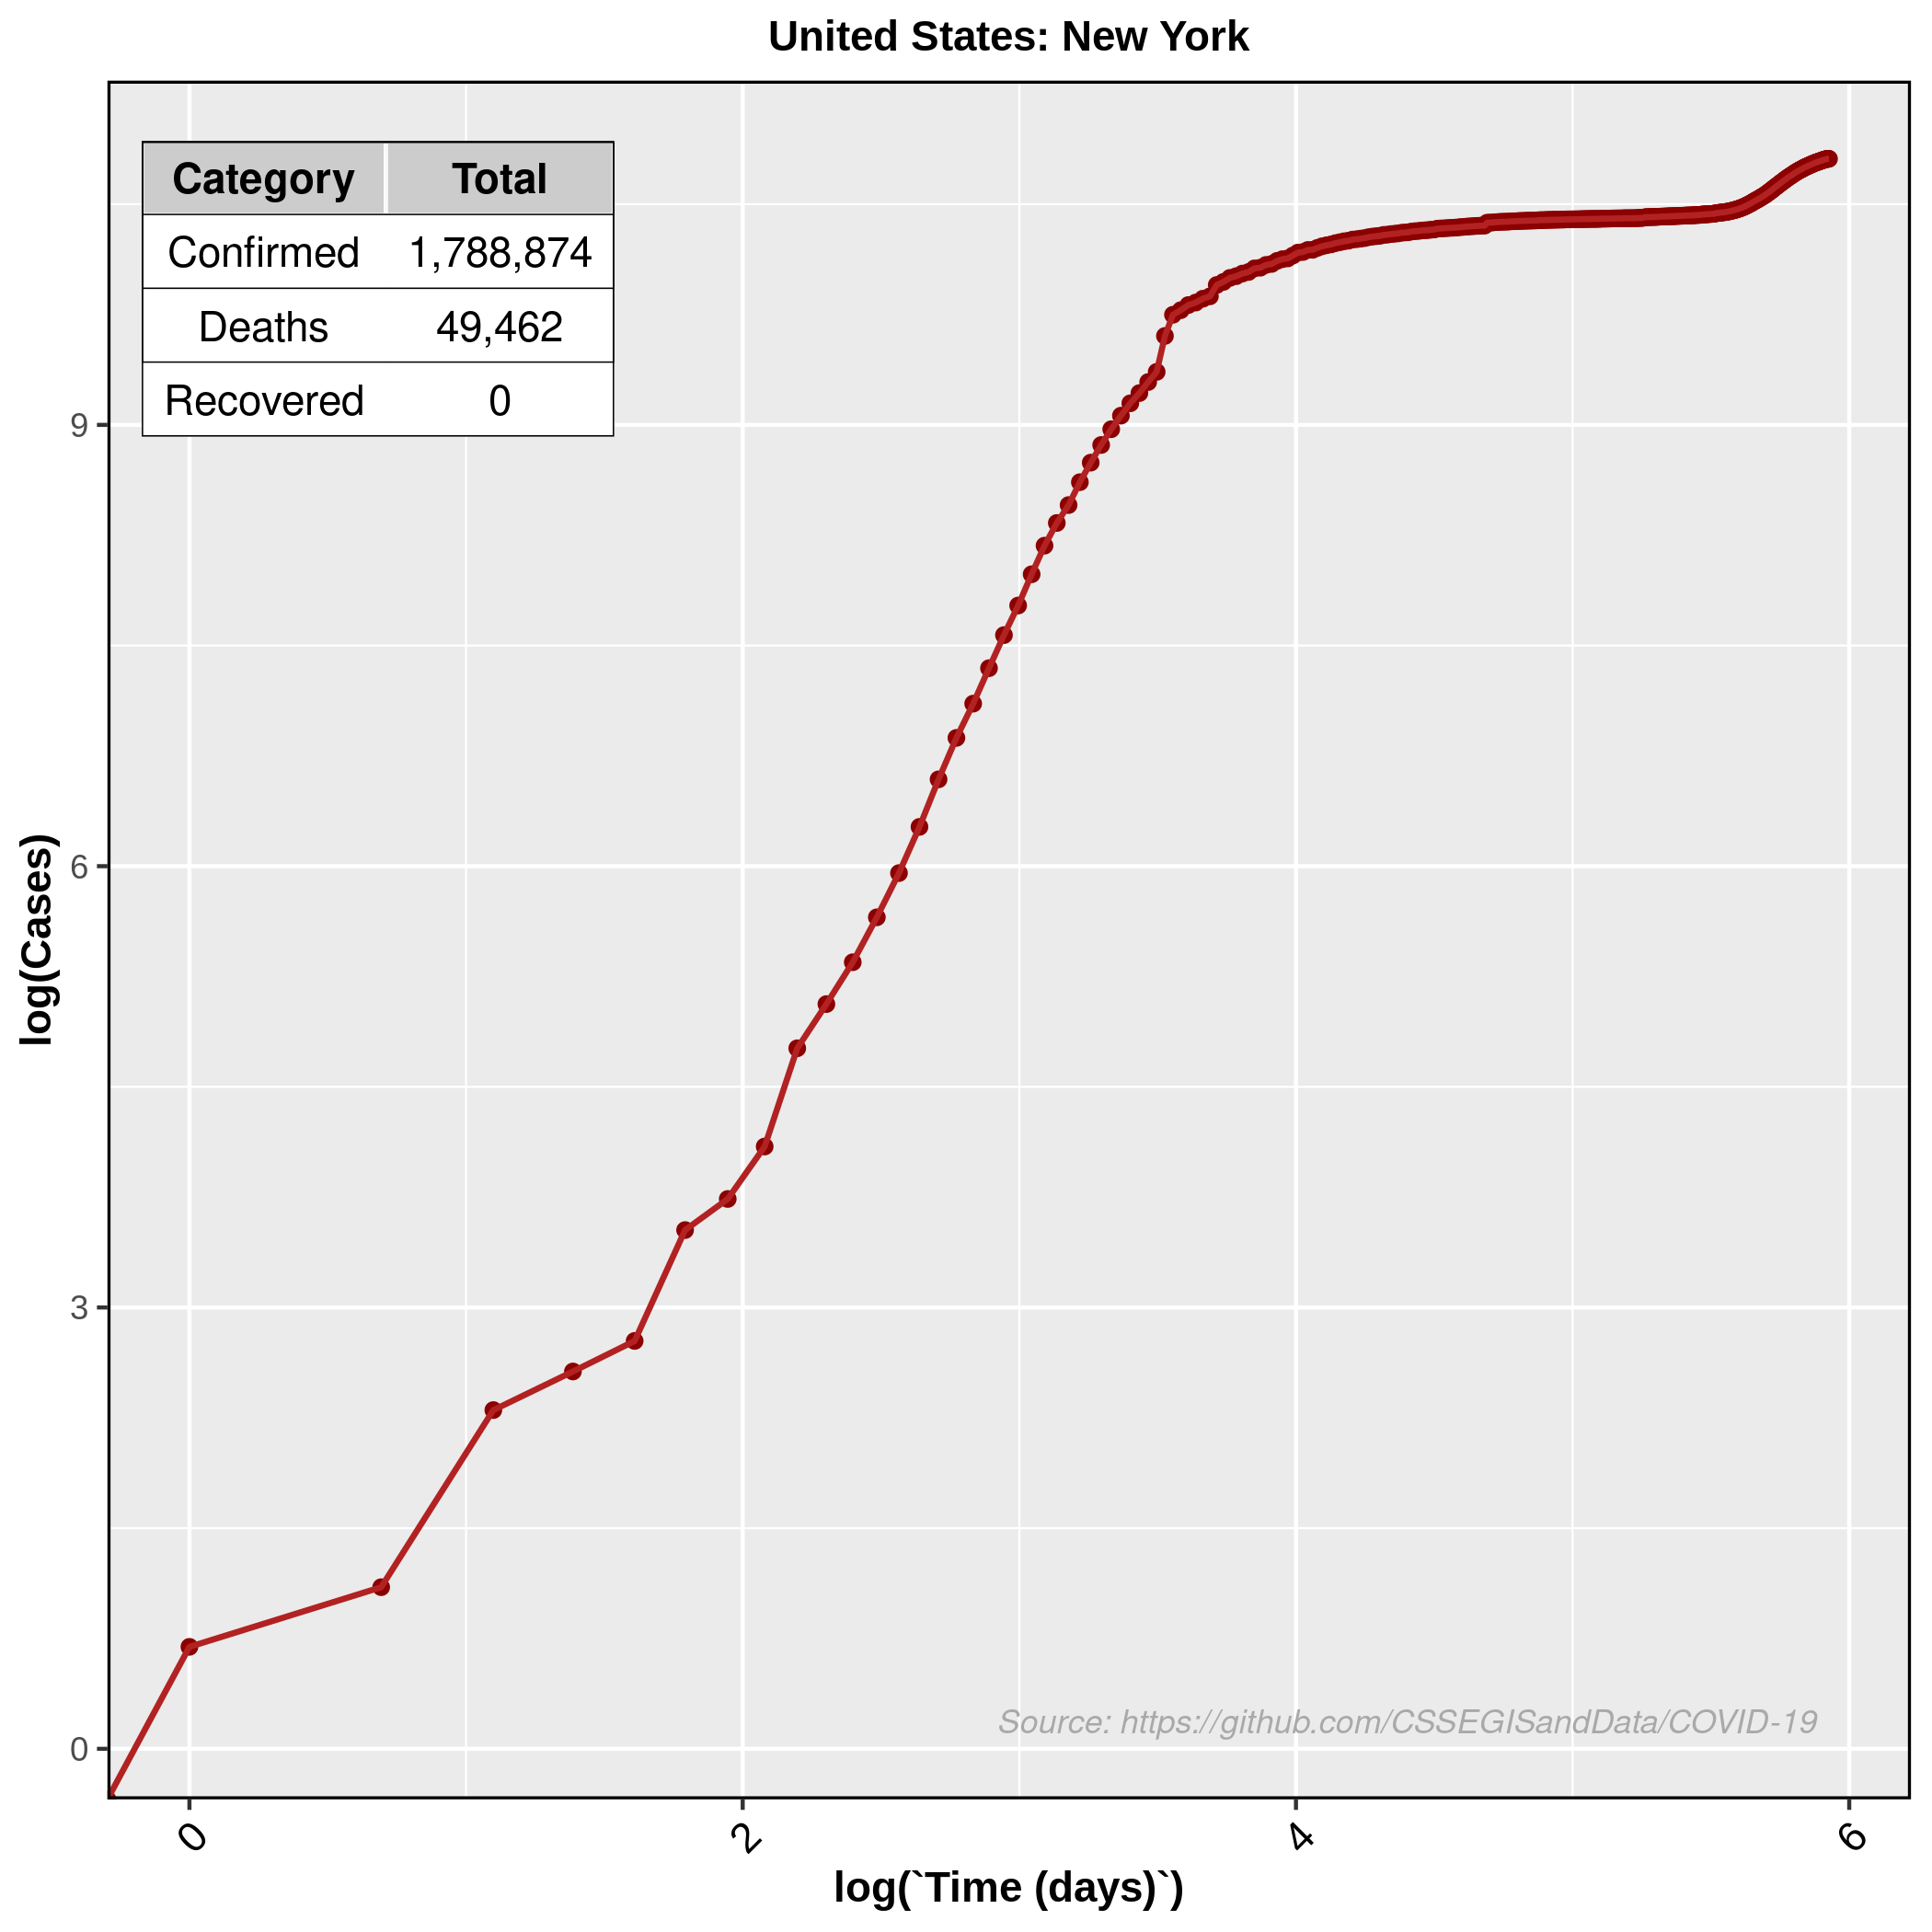 United States: New York
Category Total
Confirmed 1,788,874
Deaths 49,462
Recovered 0
9
6
3
0
log(Cases)
Source: https://github.com/CSSEGISandData/COVID-19
0 2 4 6
log(`Time (days)`)